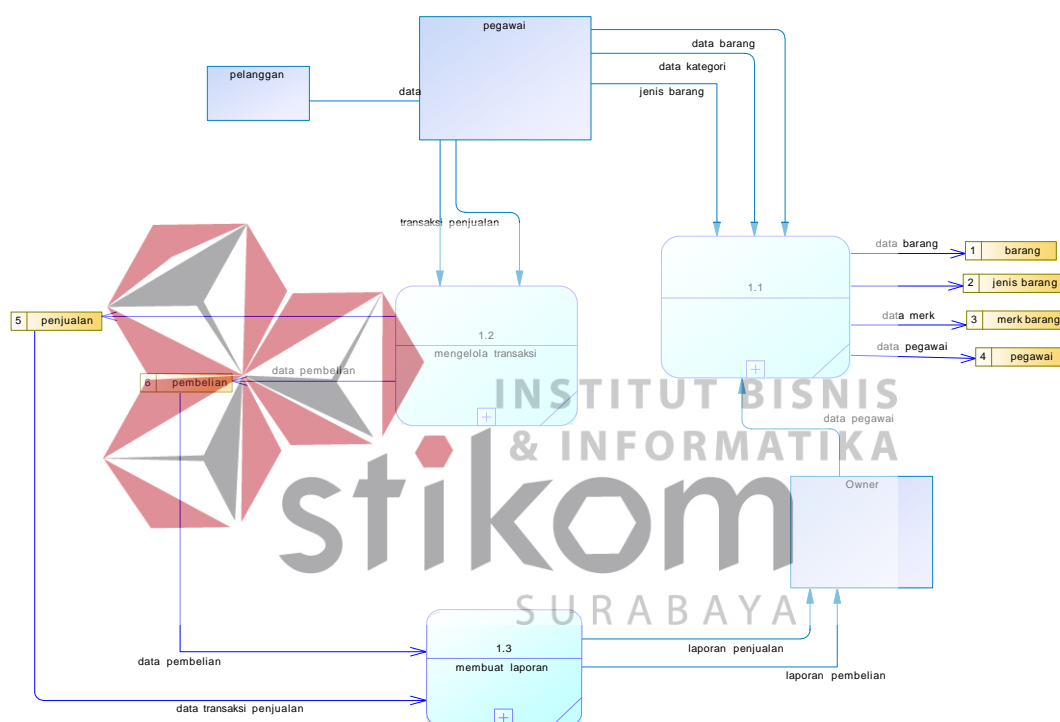 pegawai
data barang
data kategori
jenis barang
pelanggan
data
transaksi penjualan
1.1
data barang
1 barang
2 jenis barang
data merk
3 merk barang
data pegawai
4 pegawai
5 penjualan
1.2
mengelola transaksi
6 pembelian
data pembelian
INSTITUT BISNIS
& INFORMATIKA
stikom
SURABAYA
data pegawai
Owner
1.3
membuat laporan
data pembelian
data transaksi penjualan
laporan penjualan
laporan pembelian